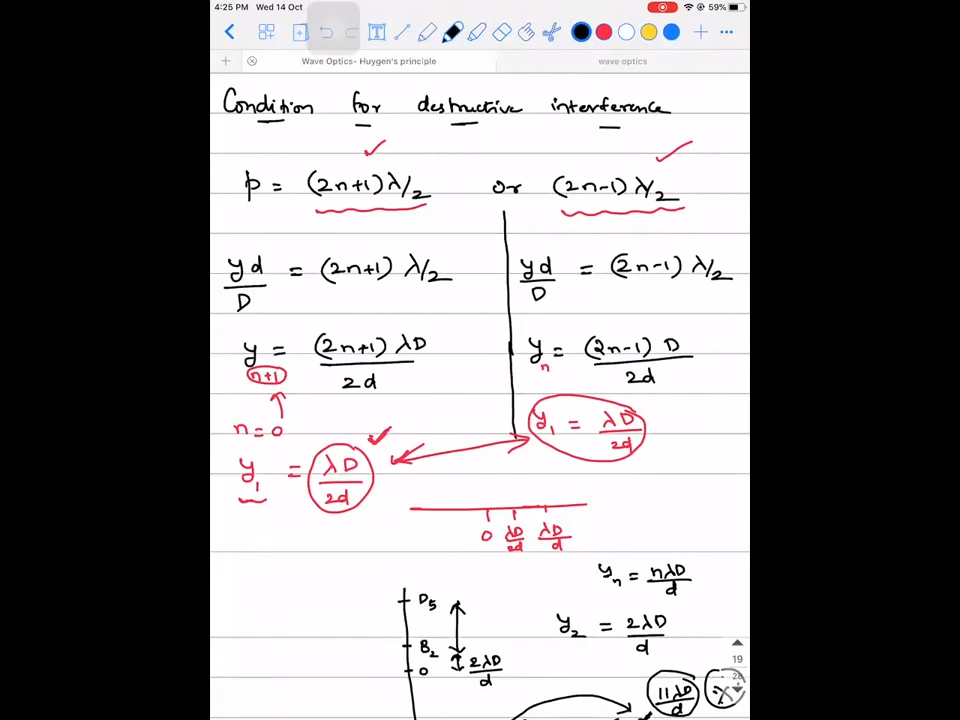 4:25 PM Wed 14 Oct 59%
Wave Optics- Huygen's principle wave optics
Condition for destructive interference
p = (2n+1) λ/2 or (2n-1) λ/2
yd/D = (2n+1) λ/2
y n+1 = (2n+1) λD/2d
n = 0
y1 = λD/2d
yd/D = (2n-1) λ/2
yn = (2n-1) D/2d
y1 = λD/2d
0 λD/2d λD/d
yn = nλD/d
y2 = 2λD/d
D5
B2
0 2λD/d
11λD/d
19
28